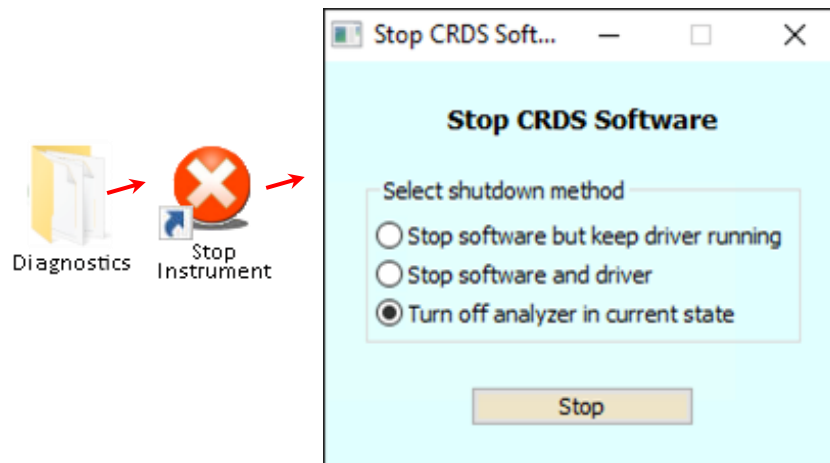 Stop CRDS Soft...
Stop CRDS Software
Select shutdown method
Stop software but keep driver running
Stop software and driver
Turn off analyzer in current state
Stop
Diagnostics
Stop
Instrument